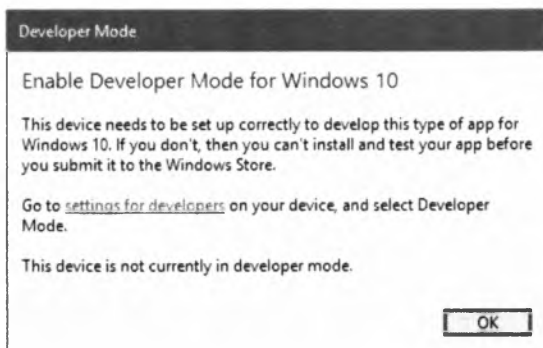 Developer Mode
Enable Developer Mode for Windows 10
This device needs to be set up correctly to develop this type of app for
Windows 10. If you don't, then you can't install and test your app before
you submit it to the Windows Store.
Go to settings for developers on your device, and select Developer
Mode.
This device is not currently in developer mode.
OK